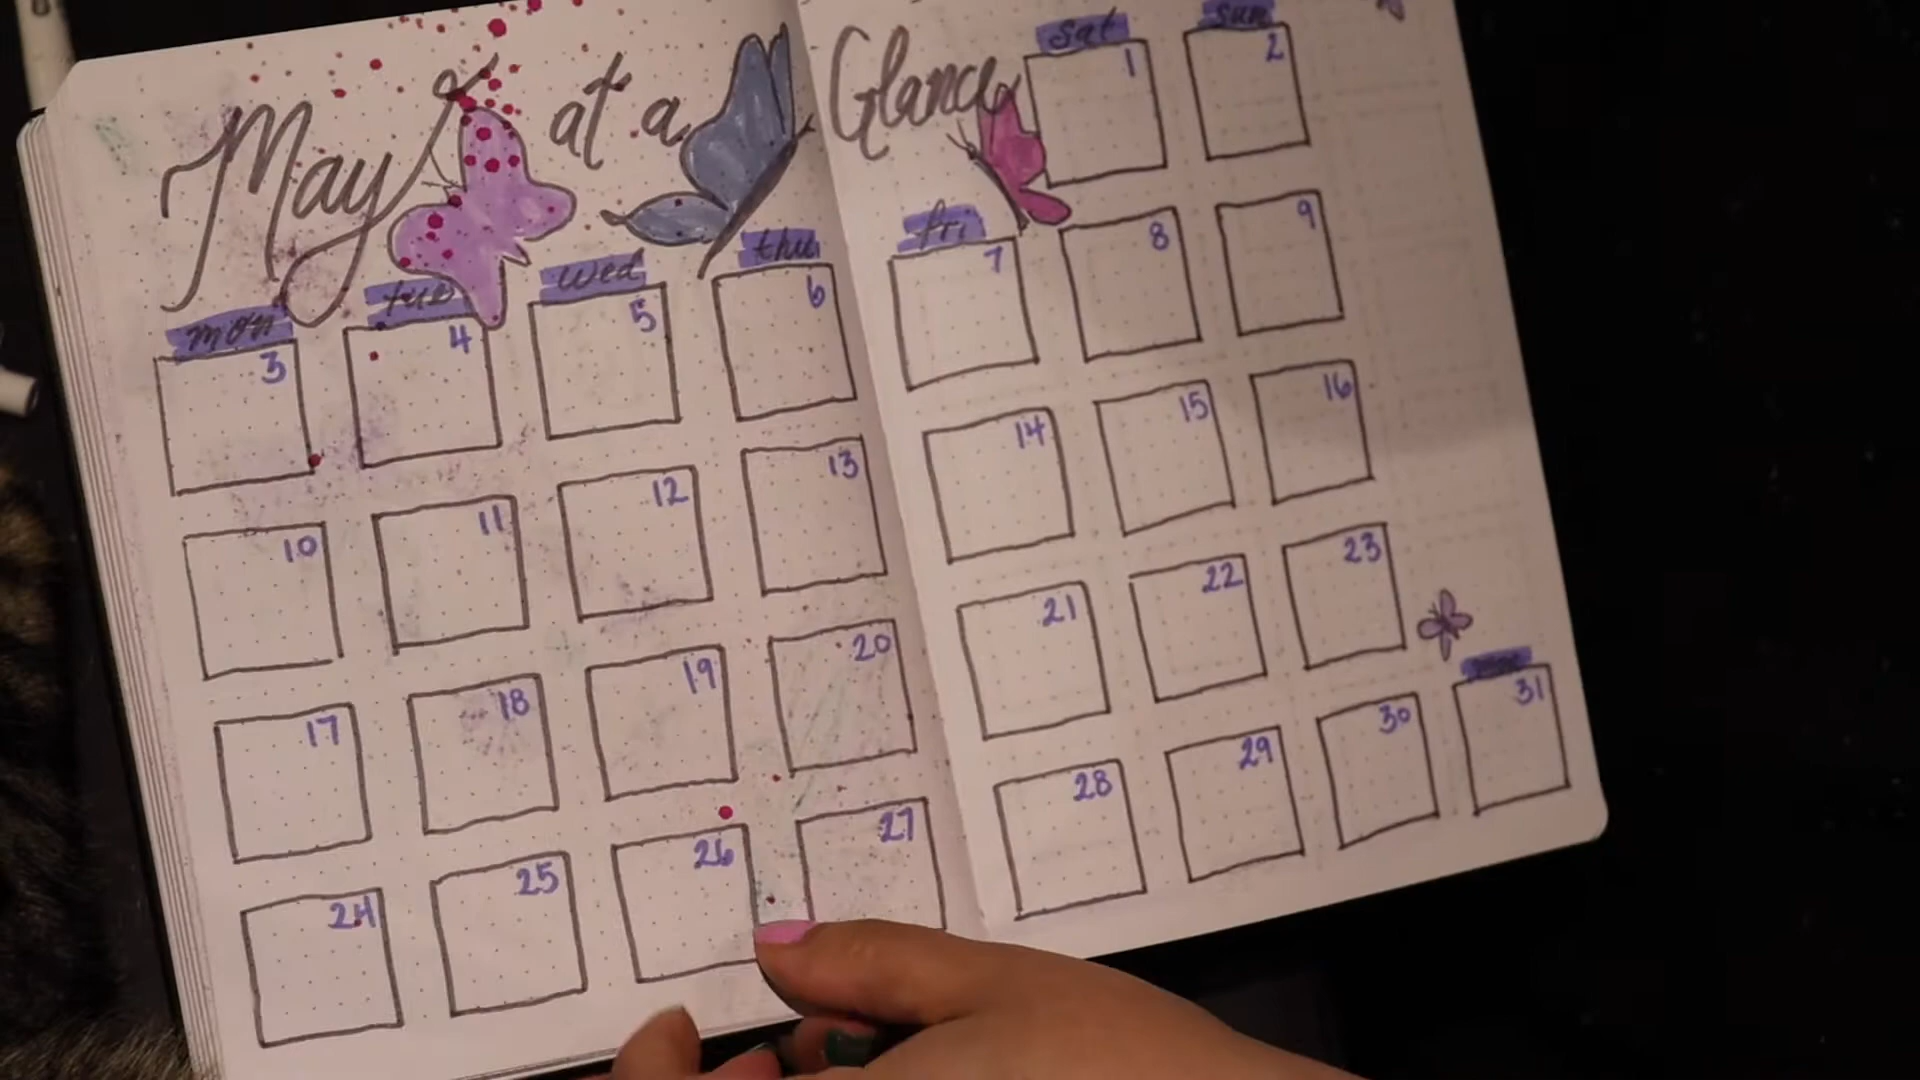 May at a Glance
sat sun
1 2
mon tue wed thu fri
3 4 5 6 7 8 9
10 11 12 13 14 15 16
17 18 19 20 21 22 23
24 25 26 27 28 29 30 31